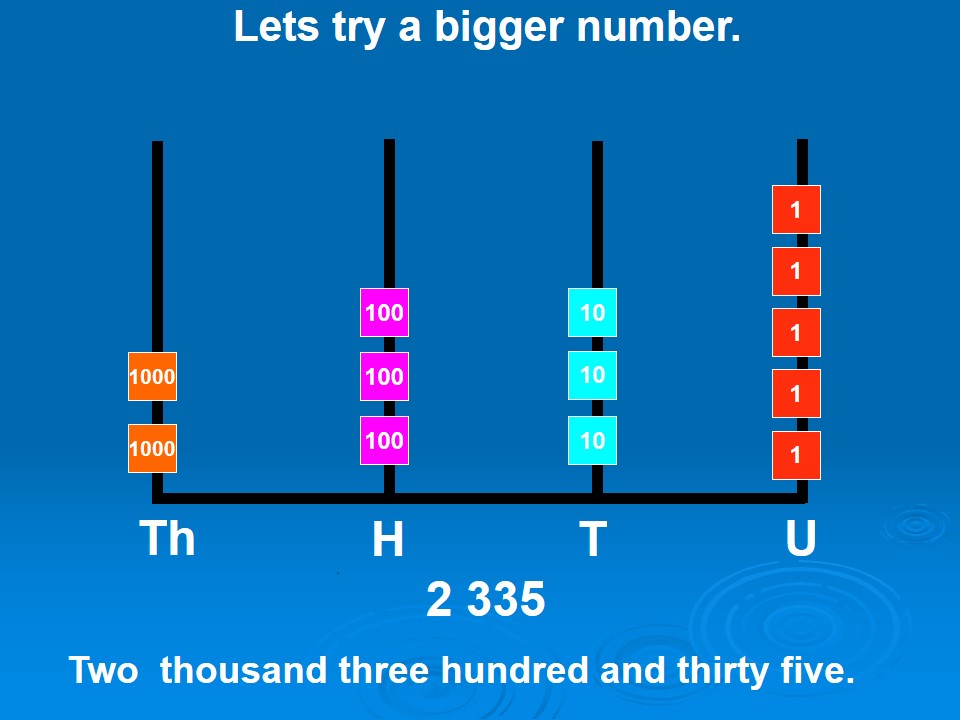 Lets try a bigger number.
1
1
100 10 1
1000 100 10 1
1000 100 10 1
Th H T U
2 335
Two  thousand three hundred and thirty five.